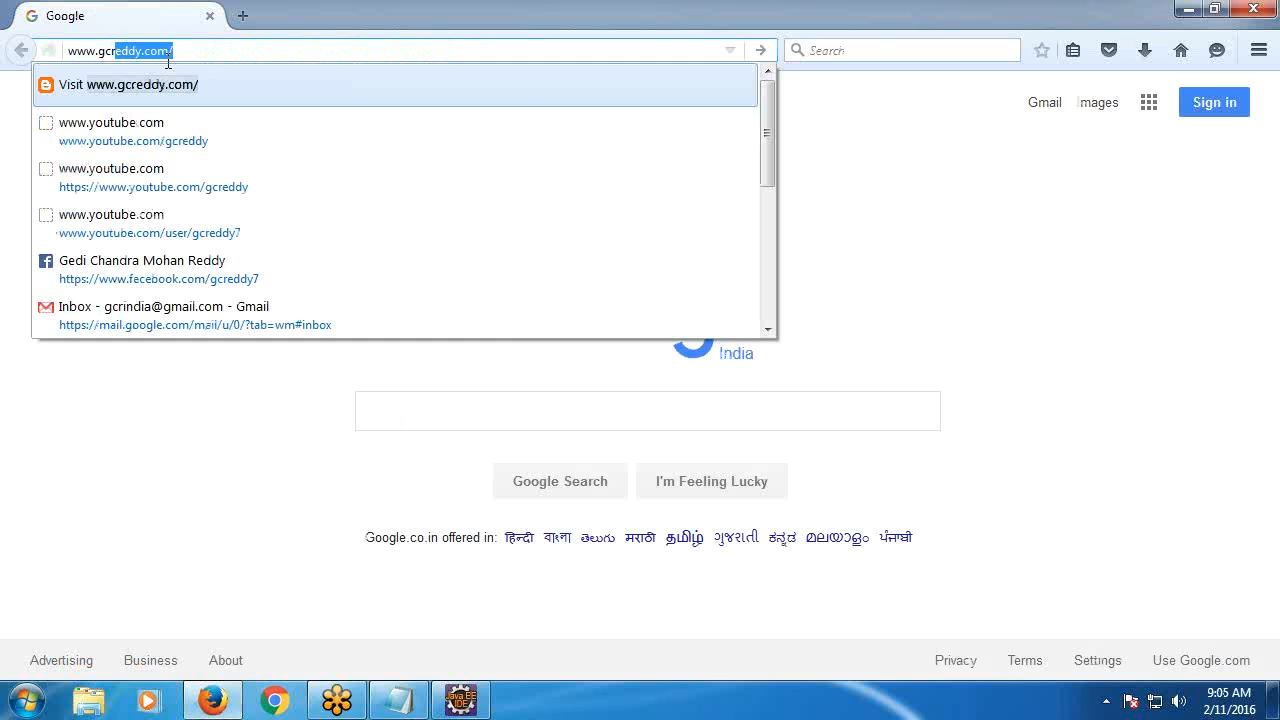 Google
www.gcreddy.com/
Search
Visit www.gcreddy.com/
www.youtube.com
www.youtube.com/gcreddy
www.youtube.com
https://www.youtube.com/gcreddy
www.youtube.com
www.youtube.com/user/gcreddy7
Gedi Chandra Mohan Reddy
https://www.fecebook.com/gcreddy7
Inbox - gcrindia@gmail.com - Gmail
https://mail.google.com/mail/u/0/?tab=wm#inbox
Gmail Images
Sign in
India
Google Search
I'm Feeling Lucky
Google.co.in offered in: हिन्दी বাংলা తెలుగు मराठी தமிழ் ગુજરાતી ಕನ್ನಡ മലയാളം ਪੰਜਾਬੀ
Advertising Business About
Privacy Terms Settings Use Google.com
Java EE
IDE
9:05 AM
2/11/2016